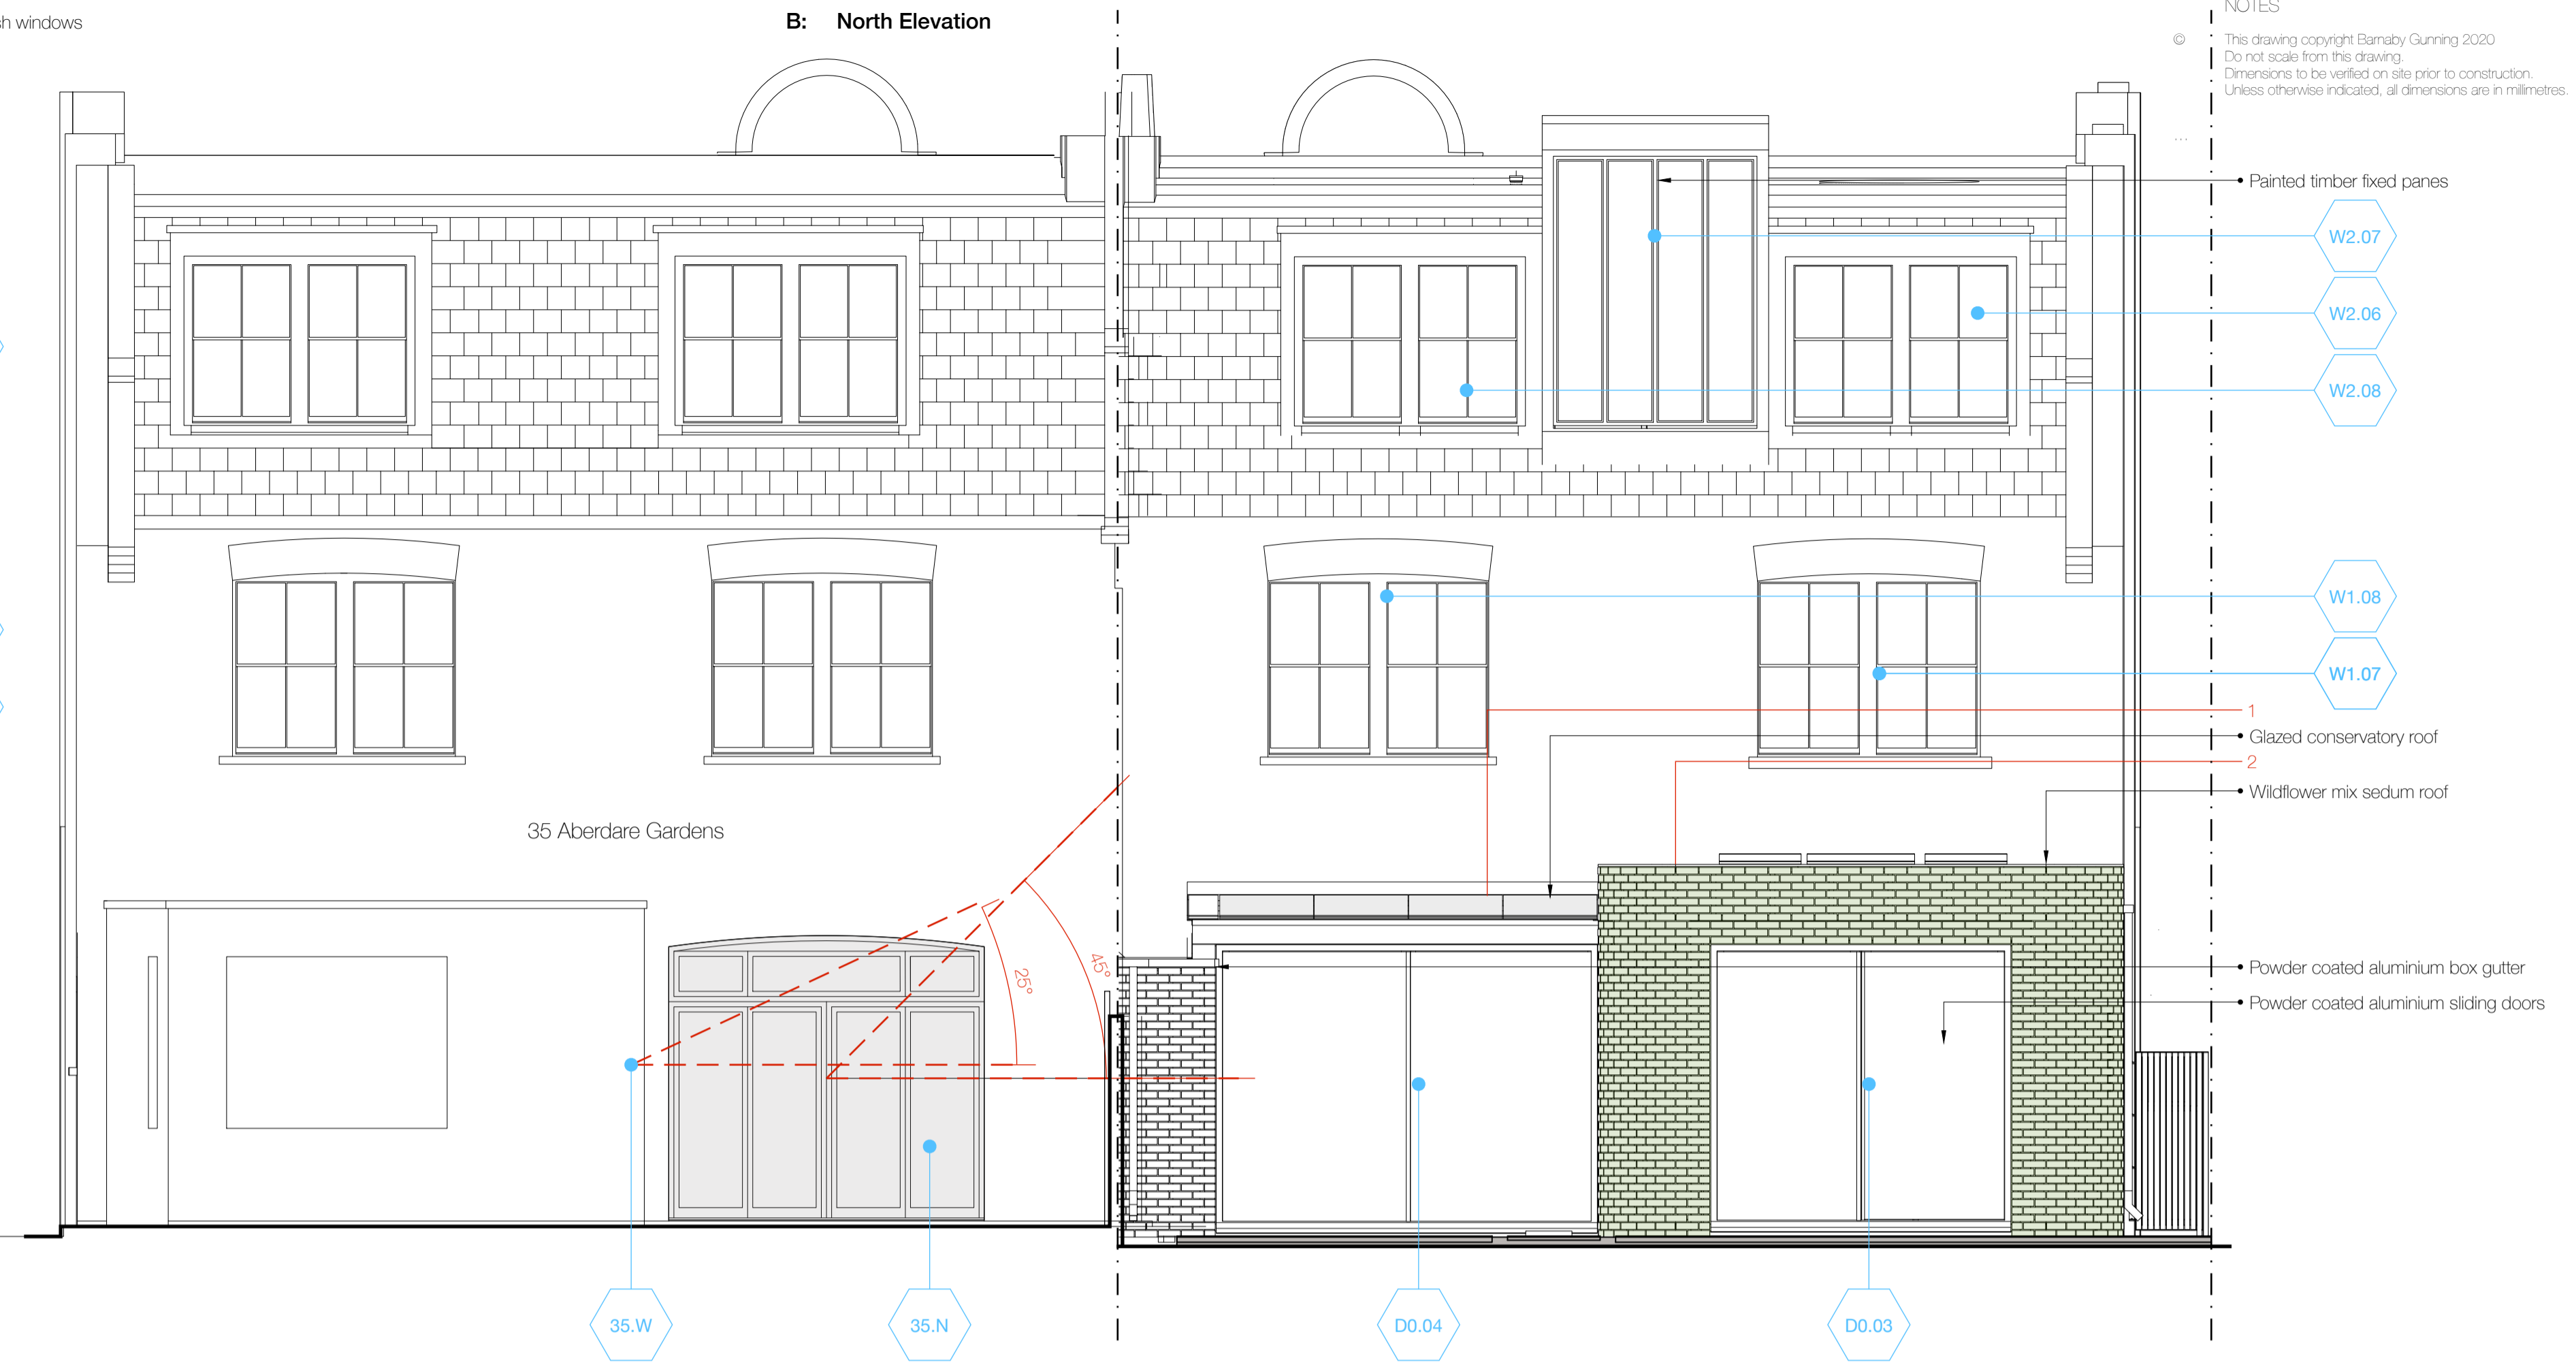 B: North Elevation
NOTES
© This drawing copyright Barnaby Gunning 2020
Do not scale from this drawing.
Dimensions to be verified on site prior to construction.
Unless otherwise indicated, all dimensions are in millimetres.
...
windows
Painted timber fixed panes
W2.07
W2.06
W2.08
W1.08
W1.07
1
Glazed conservatory roof
2
Wildflower mix sedum roof
35 Aberdare Gardens
25°
45°
Powder coated aluminium box gutter
Powder coated aluminium sliding doors
35.W
35.N
D0.04
D0.03